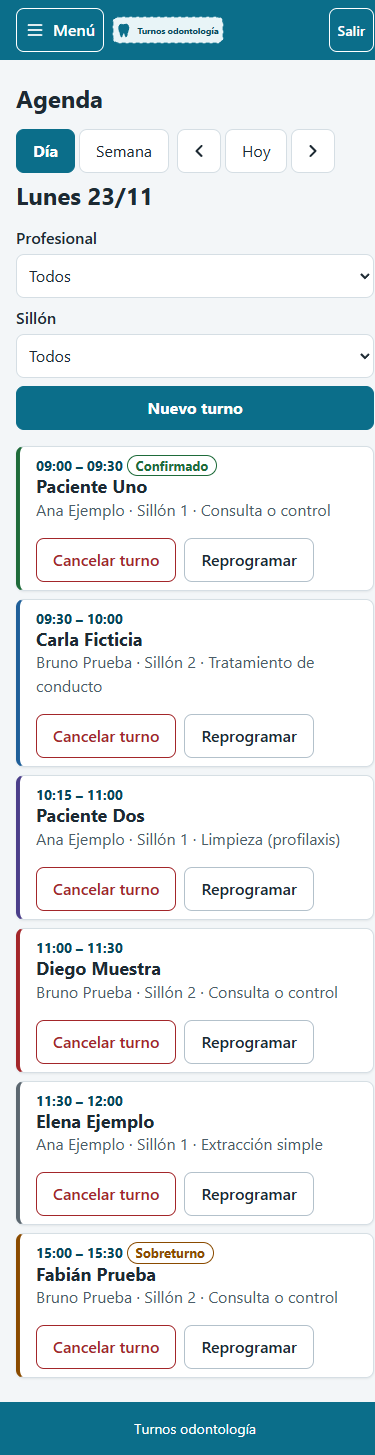 Menú
Turnos odontología
Salir
Agenda
Día
Semana
Hoy
Lunes 23/11
Profesional
Todos
Sillón
Todos
Nuevo turno
09:00 – 09:30 Confirmado
Paciente Uno
Ana Ejemplo · Sillón 1 · Consulta o control
Cancelar turno
Reprogramar
09:30 – 10:00
Carla Ficticia
Bruno Prueba · Sillón 2 · Tratamiento de
conducto
Cancelar turno
Reprogramar
10:15 – 11:00
Paciente Dos
Ana Ejemplo · Sillón 1 · Limpieza (profilaxis)
Cancelar turno
Reprogramar
11:00 – 11:30
Diego Muestra
Bruno Prueba · Sillón 2 · Consulta o control
Cancelar turno
Reprogramar
11:30 – 12:00
Elena Ejemplo
Ana Ejemplo · Sillón 1 · Extracción simple
Cancelar turno
Reprogramar
15:00 – 15:30 Sobreturno
Fabián Prueba
Bruno Prueba · Sillón 2 · Consulta o control
Cancelar turno
Reprogramar
Turnos odontología